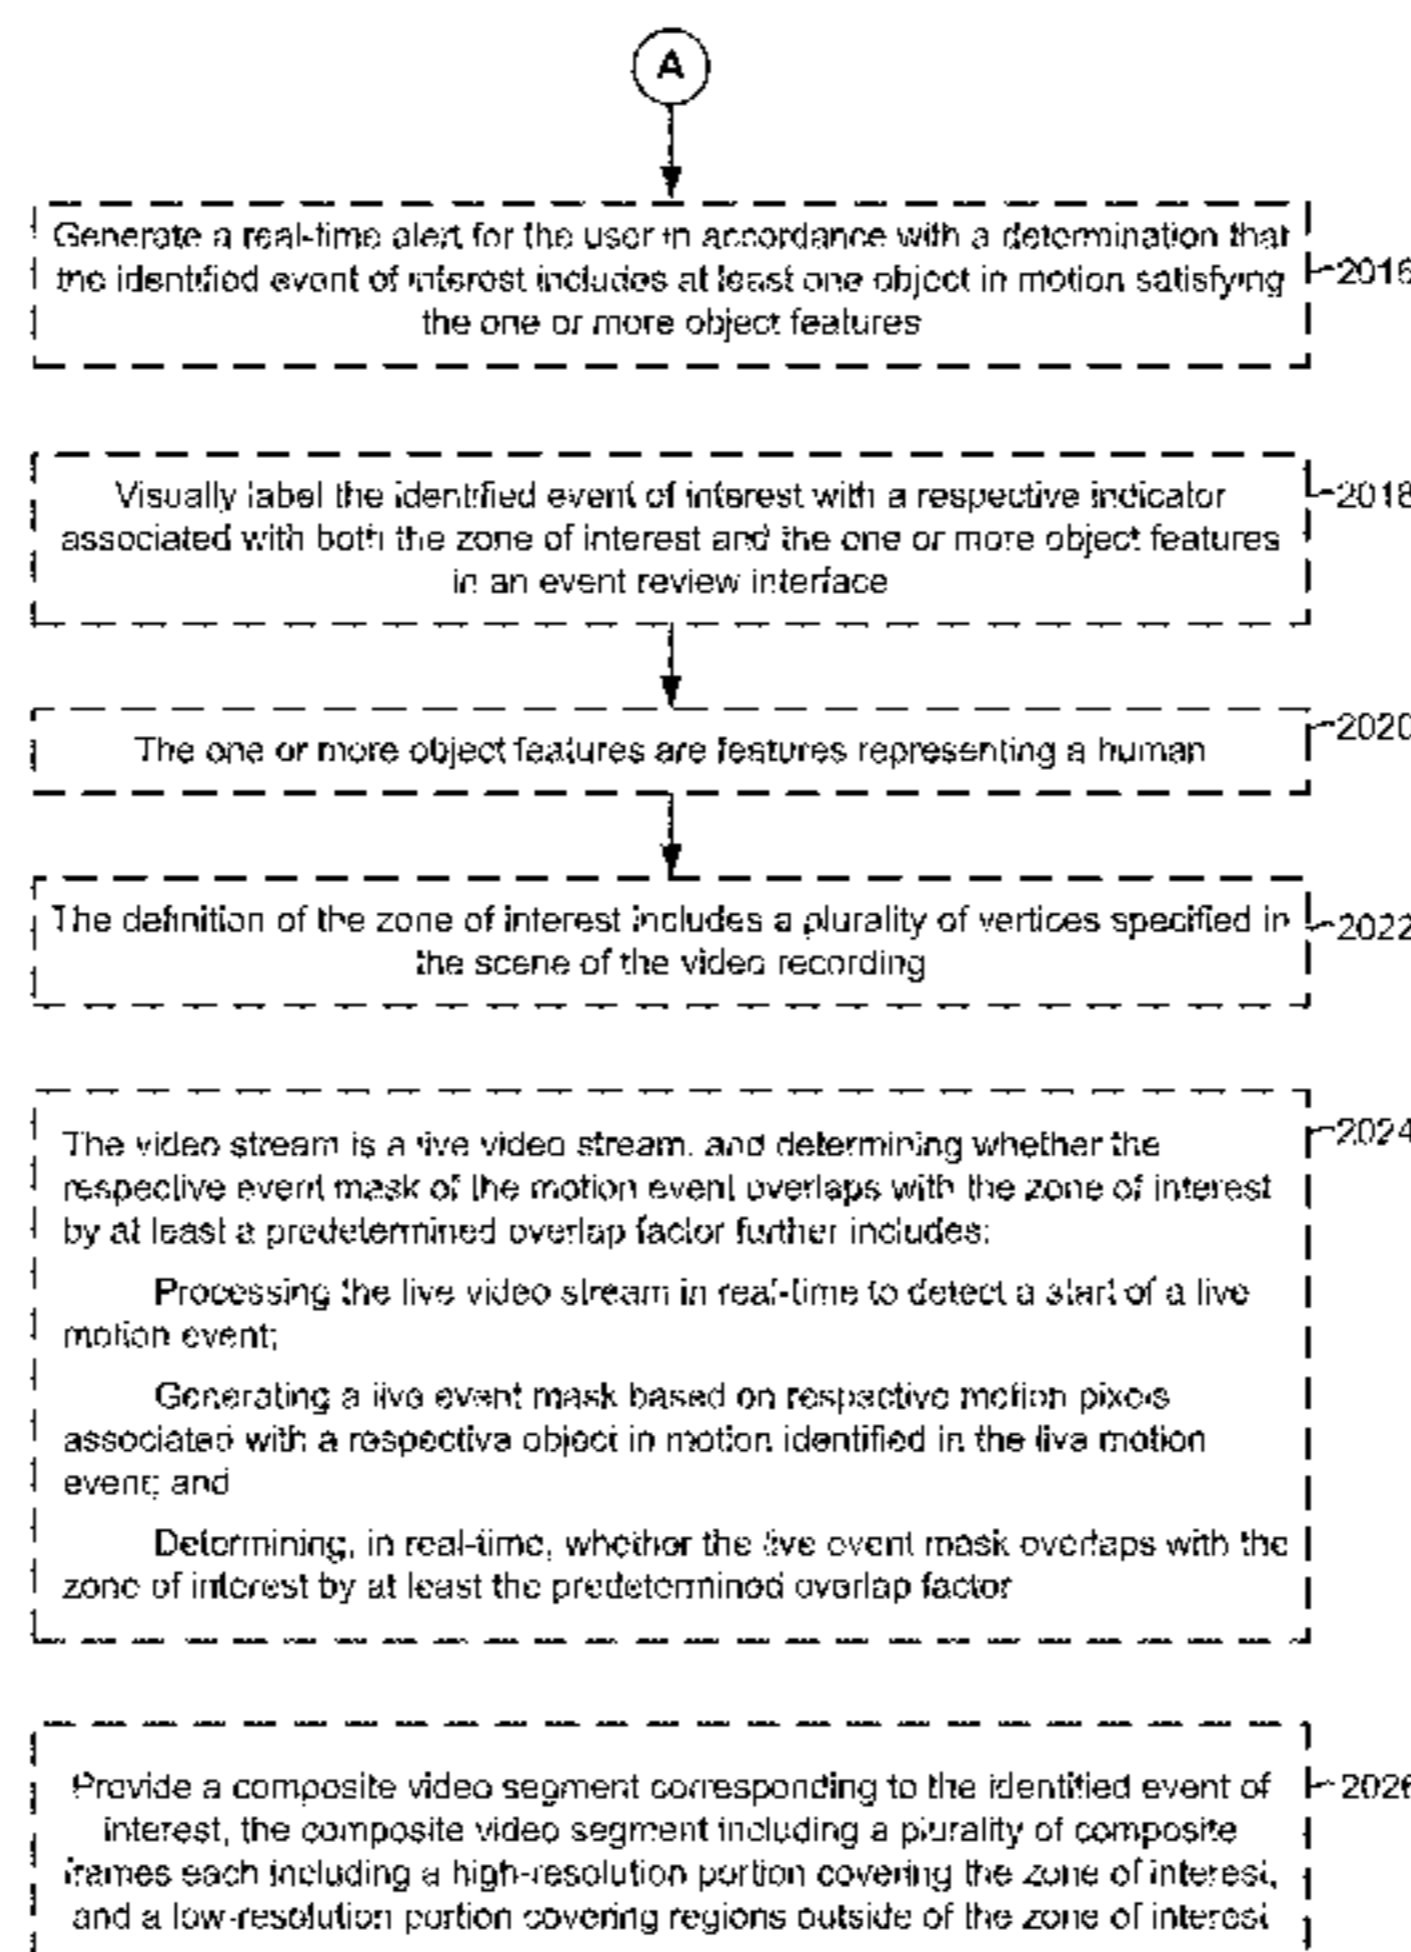 A
Generate a real-time alert for the user in accordance with a determination that
the identified event of interest includes at least one object in motion satisfying
the one or more object features
2016
Visually label the identified event of interest with a respective indicator
associated with both the zone of interest and the one or more object features
in an event review interface
2018
The one or more object features are features representing a human
2020
The definition of the zone of interest includes a plurality of vertices specified in
the scene of the video recording
2022
The video stream is a live video stream, and determining whether the
respective event mask of the motion event overlaps with the zone of interest
by at least a predetermined overlap factor further includes:
Processing the live video stream in real-time to detect a start of a live
motion event;
Generating a live event mask based on respective motion pixels
associated with a respective object in motion identified in the live motion
event; and
Determining, in real-time, whether the live event mask overlaps with the
zone of interest by at least the predetermined overlap factor
2024
Provide a composite video segment corresponding to the identified event of
interest, the composite video segment including a plurality of composite
frames each including a high-resolution portion covering the zone of interest,
and a low-resolution portion covering regions outside of the zone of interest
2026